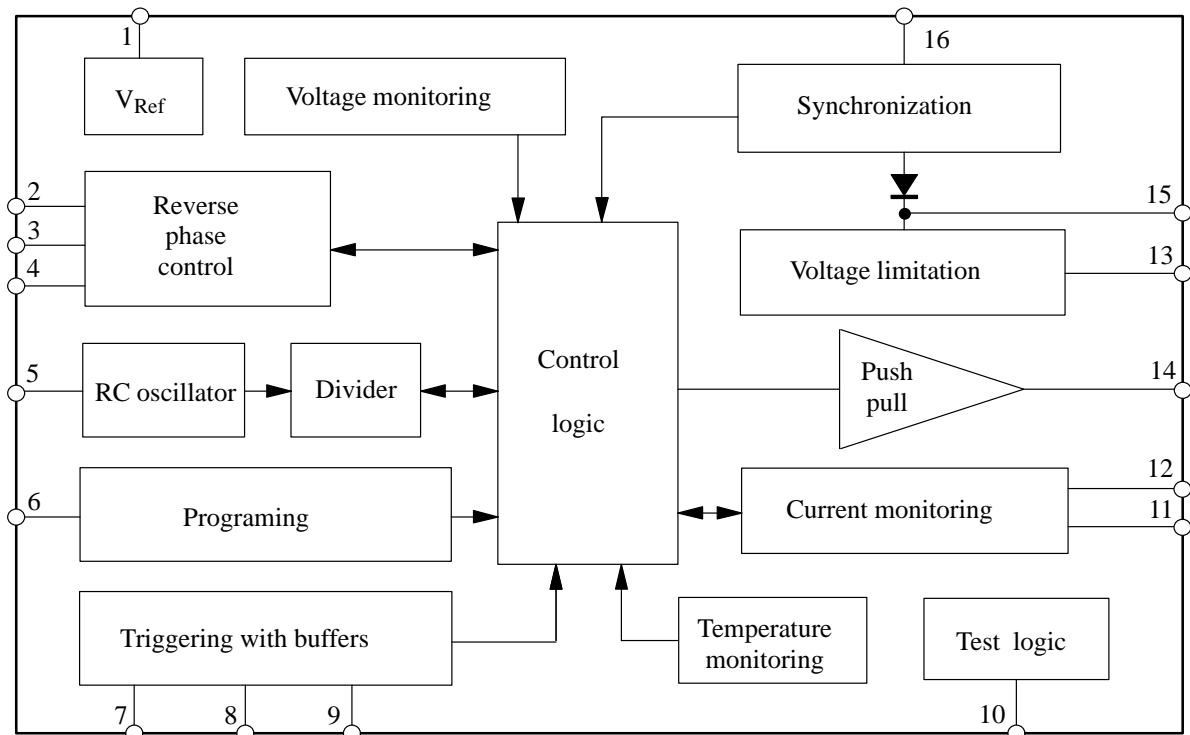 1
16
V_Ref
Voltage monitoring
Synchronization
2
Reverse
phase
control
3
4
15
Voltage limitation
13
5
RC oscillator
Divider
Control
logic
Push
pull
14
6
Programing
Current monitoring
12
11
Triggering with buffers
Temperature
monitoring
Test logic
7
8
9
10